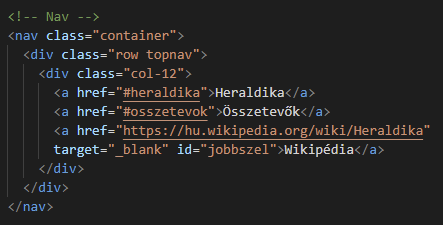 <!-- Nav -->
<nav class="container">
<div class="row topnav">
<div class="col-12">
<a href="#heraldika">Heraldika</a>
<a href="#osszetevok">Összetevők</a>
<a href="https://hu.wikipedia.org/wiki/Heraldika"
target="_blank" id="jobbszel">Wikipédia</a>
</div>
</div>
</nav>